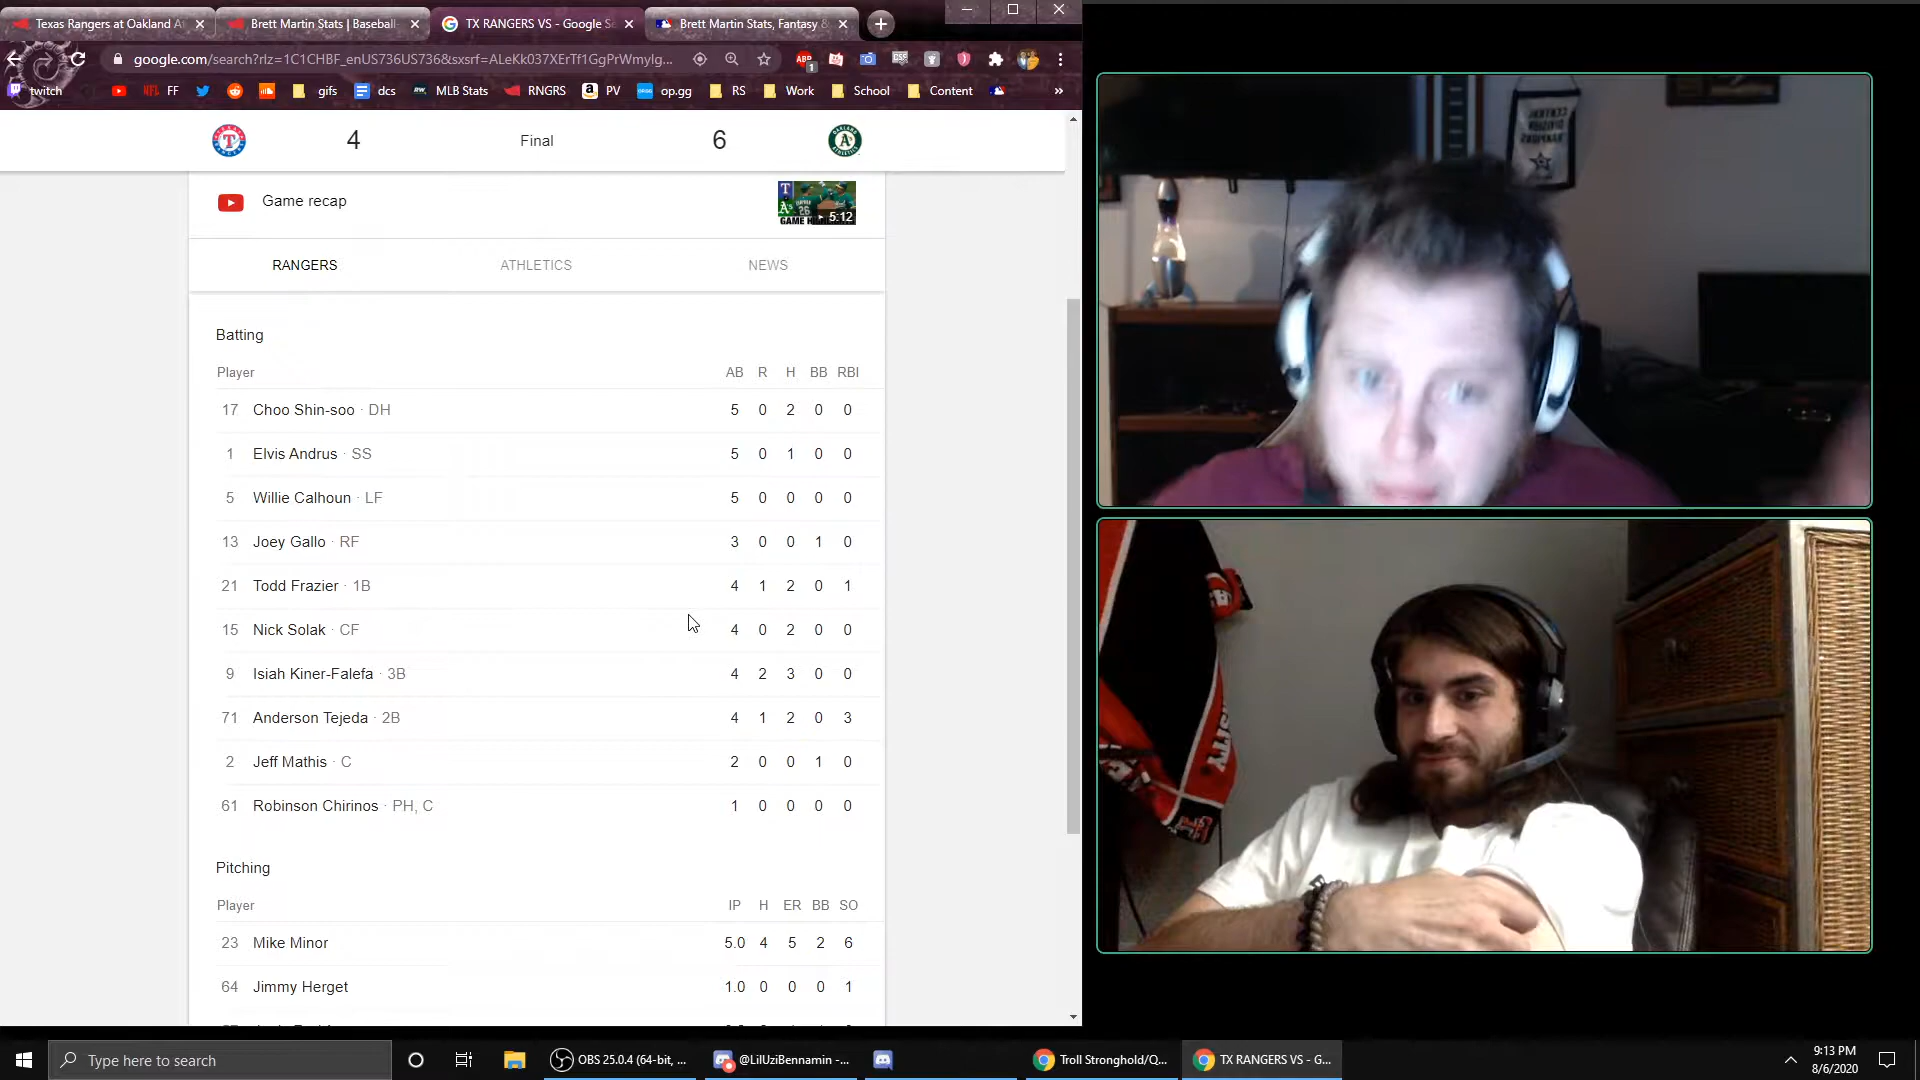 Texas Rangers at Oakland A
Brett Martin Stats | Baseball-
TX RANGERS VS - Google Se
Brett Martin Stats, Fantasy &
google.com/search?rlz=1C1CHBF_enUS736US736&sxsrf=ALeKk037XErTf1GgPrWmylg...
twitch
FF
gifs
dcs
MLB Stats
RNGRS
PV
op.gg
RS
Work
School
Content
»
4
Final
6
Game recap
5:12
RANGERS
ATHLETICS
NEWS
Batting
Player AB R H BB RBI
17 Choo Shin-soo · DH 5 0 2 0 0
1 Elvis Andrus · SS 5 0 1 0 0
5 Willie Calhoun · LF 5 0 0 0 0
13 Joey Gallo · RF 3 0 0 1 0
21 Todd Frazier · 1B 4 1 2 0 1
15 Nick Solak · CF 4 0 2 0 0
9 Isiah Kiner-Falefa · 3B 4 2 3 0 0
71 Anderson Tejeda · 2B 4 1 2 0 3
2 Jeff Mathis · C 2 0 0 1 0
61 Robinson Chirinos · PH, C 1 0 0 0 0
Pitching
Player IP H ER BB SO
23 Mike Minor 5.0 4 5 2 6
64 Jimmy Herget 1.0 0 0 0 1
Type here to search
OBS 25.0.4 (64-bit, ...
@LilUziBennamin -...
Troll Stronghold/Q...
TX RANGERS VS - G...
9:13 PM
8/6/2020